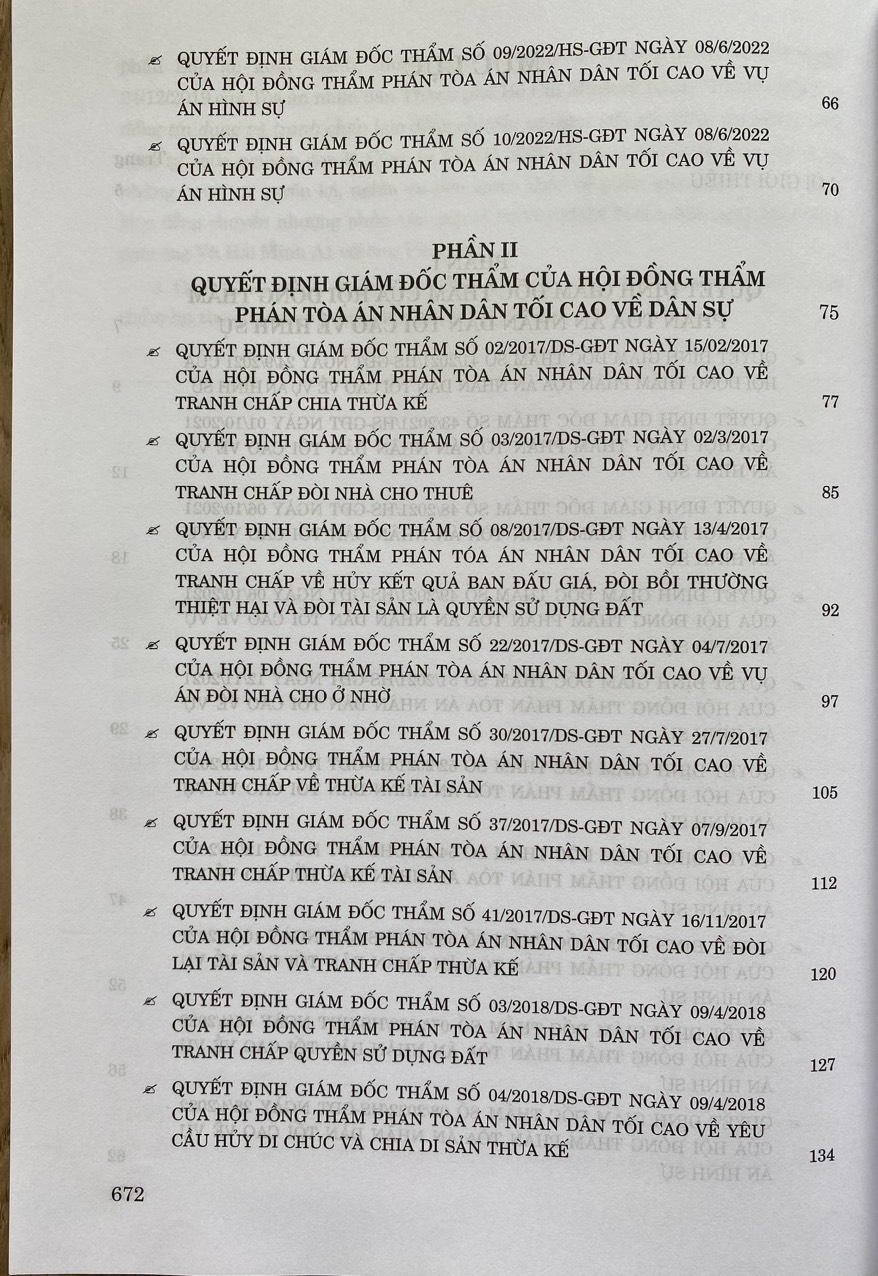 QUYẾT ĐỊNH GIÁM ĐỐC THẨM SỐ 09/2022/HS-GĐT NGÀY 08/6/2022
CỦA HỘI ĐỒNG THẨM PHÁN TÒA ÁN NHÂN DÂN TỐI CAO VỀ VỤ
ÁN HÌNH SỰ 66
QUYẾT ĐỊNH GIÁM ĐỐC THẨM SỐ 10/2022/HS-GĐT NGÀY 08/6/2022
CỦA HỘI ĐỒNG THẨM PHÁN TÒA ÁN NHÂN DÂN TỐI CAO VỀ VỤ
ÁN HÌNH SỰ 70
PHẦN II
QUYẾT ĐỊNH GIÁM ĐỐC THẨM CỦA HỘI ĐỒNG THẨM
PHÁN TÒA ÁN NHÂN DÂN TỐI CAO VỀ DÂN SỰ 75
QUYẾT ĐỊNH GIÁM ĐỐC THẨM SỐ 02/2017/DS-GĐT NGÀY 15/02/2017
CỦA HỘI ĐỒNG THẨM PHÁN TÒA ÁN NHÂN DÂN TỐI CAO VỀ
TRANH CHẤP CHIA THỪA KẾ 77
QUYẾT ĐỊNH GIÁM ĐỐC THẨM SỐ 03/2017/DS-GĐT NGÀY 02/3/2017
CỦA HỘI ĐỒNG THẨM PHÁN TÒA ÁN NHÂN DÂN TỐI CAO VỀ
TRANH CHẤP ĐÒI NHÀ CHO THUÊ 85
QUYẾT ĐỊNH GIÁM ĐỐC THẨM SỐ 08/2017/DS-GĐT NGÀY 13/4/2017
CỦA HỘI ĐỒNG THẨM PHÁN TÓA ÁN NHÂN DÂN TỐI CAO VỀ
TRANH CHẤP VỀ HỦY KẾT QUẢ BAN ĐẤU GIÁ, ĐÒI BỒI THƯỜNG
THIỆT HẠI VÀ ĐÒI TÀI SẢN LÀ QUYỀN SỬ DỤNG ĐẤT 92
QUYẾT ĐỊNH GIÁM ĐỐC THẨM SỐ 22/2017/DS-GĐT NGÀY 04/7/2017
CỦA HỘI ĐỒNG THẨM PHÁN TÒA ÁN NHÂN DÂN TỐI CAO VỀ VỤ
ÁN ĐÒI NHÀ CHO Ở NHỜ 97
QUYẾT ĐỊNH GIÁM ĐỐC THẨM SỐ 30/2017/DS-GĐT NGÀY 27/7/2017
CỦA HỘI ĐỒNG THẨM PHÁN TÒA ÁN NHÂN DÂN TỐI CAO VỀ
TRANH CHẤP VỀ THỪA KẾ TÀI SẢN 105
QUYẾT ĐỊNH GIÁM ĐỐC THẨM SỐ 37/2017/DS-GĐT NGÀY 07/9/2017
CỦA HỘI ĐỒNG THẨM PHÁN TÒA ÁN NHÂN DÂN TỐI CAO VỀ
TRANH CHẤP THỪA KẾ TÀI SẢN 112
QUYẾT ĐỊNH GIÁM ĐỐC THẨM SỐ 41/2017/DS-GĐT NGÀY 16/11/2017
CỦA HỘI ĐỒNG THẨM PHÁN TÒA ÁN NHÂN DÂN TỐI CAO VỀ ĐÒI
LẠI TÀI SẢN VÀ TRANH CHẤP THỪA KẾ 120
QUYẾT ĐỊNH GIÁM ĐỐC THẨM SỐ 03/2018/DS-GĐT NGÀY 09/4/2018
CỦA HỘI ĐỒNG THẨM PHÁN TÒA ÁN NHÂN DÂN TỐI CAO VỀ
TRANH CHẤP QUYỀN SỬ DỤNG ĐẤT 127
QUYẾT ĐỊNH GIÁM ĐỐC THẨM SỐ 04/2018/DS-GĐT NGÀY 09/4/2018
CỦA HỘI ĐỒNG THẨM PHÁN TÒA ÁN NHÂN DÂN TỐI CAO VỀ YÊU
CẦU HỦY DI CHÚC VÀ CHIA DI SẢN THỪA KẾ 134
672